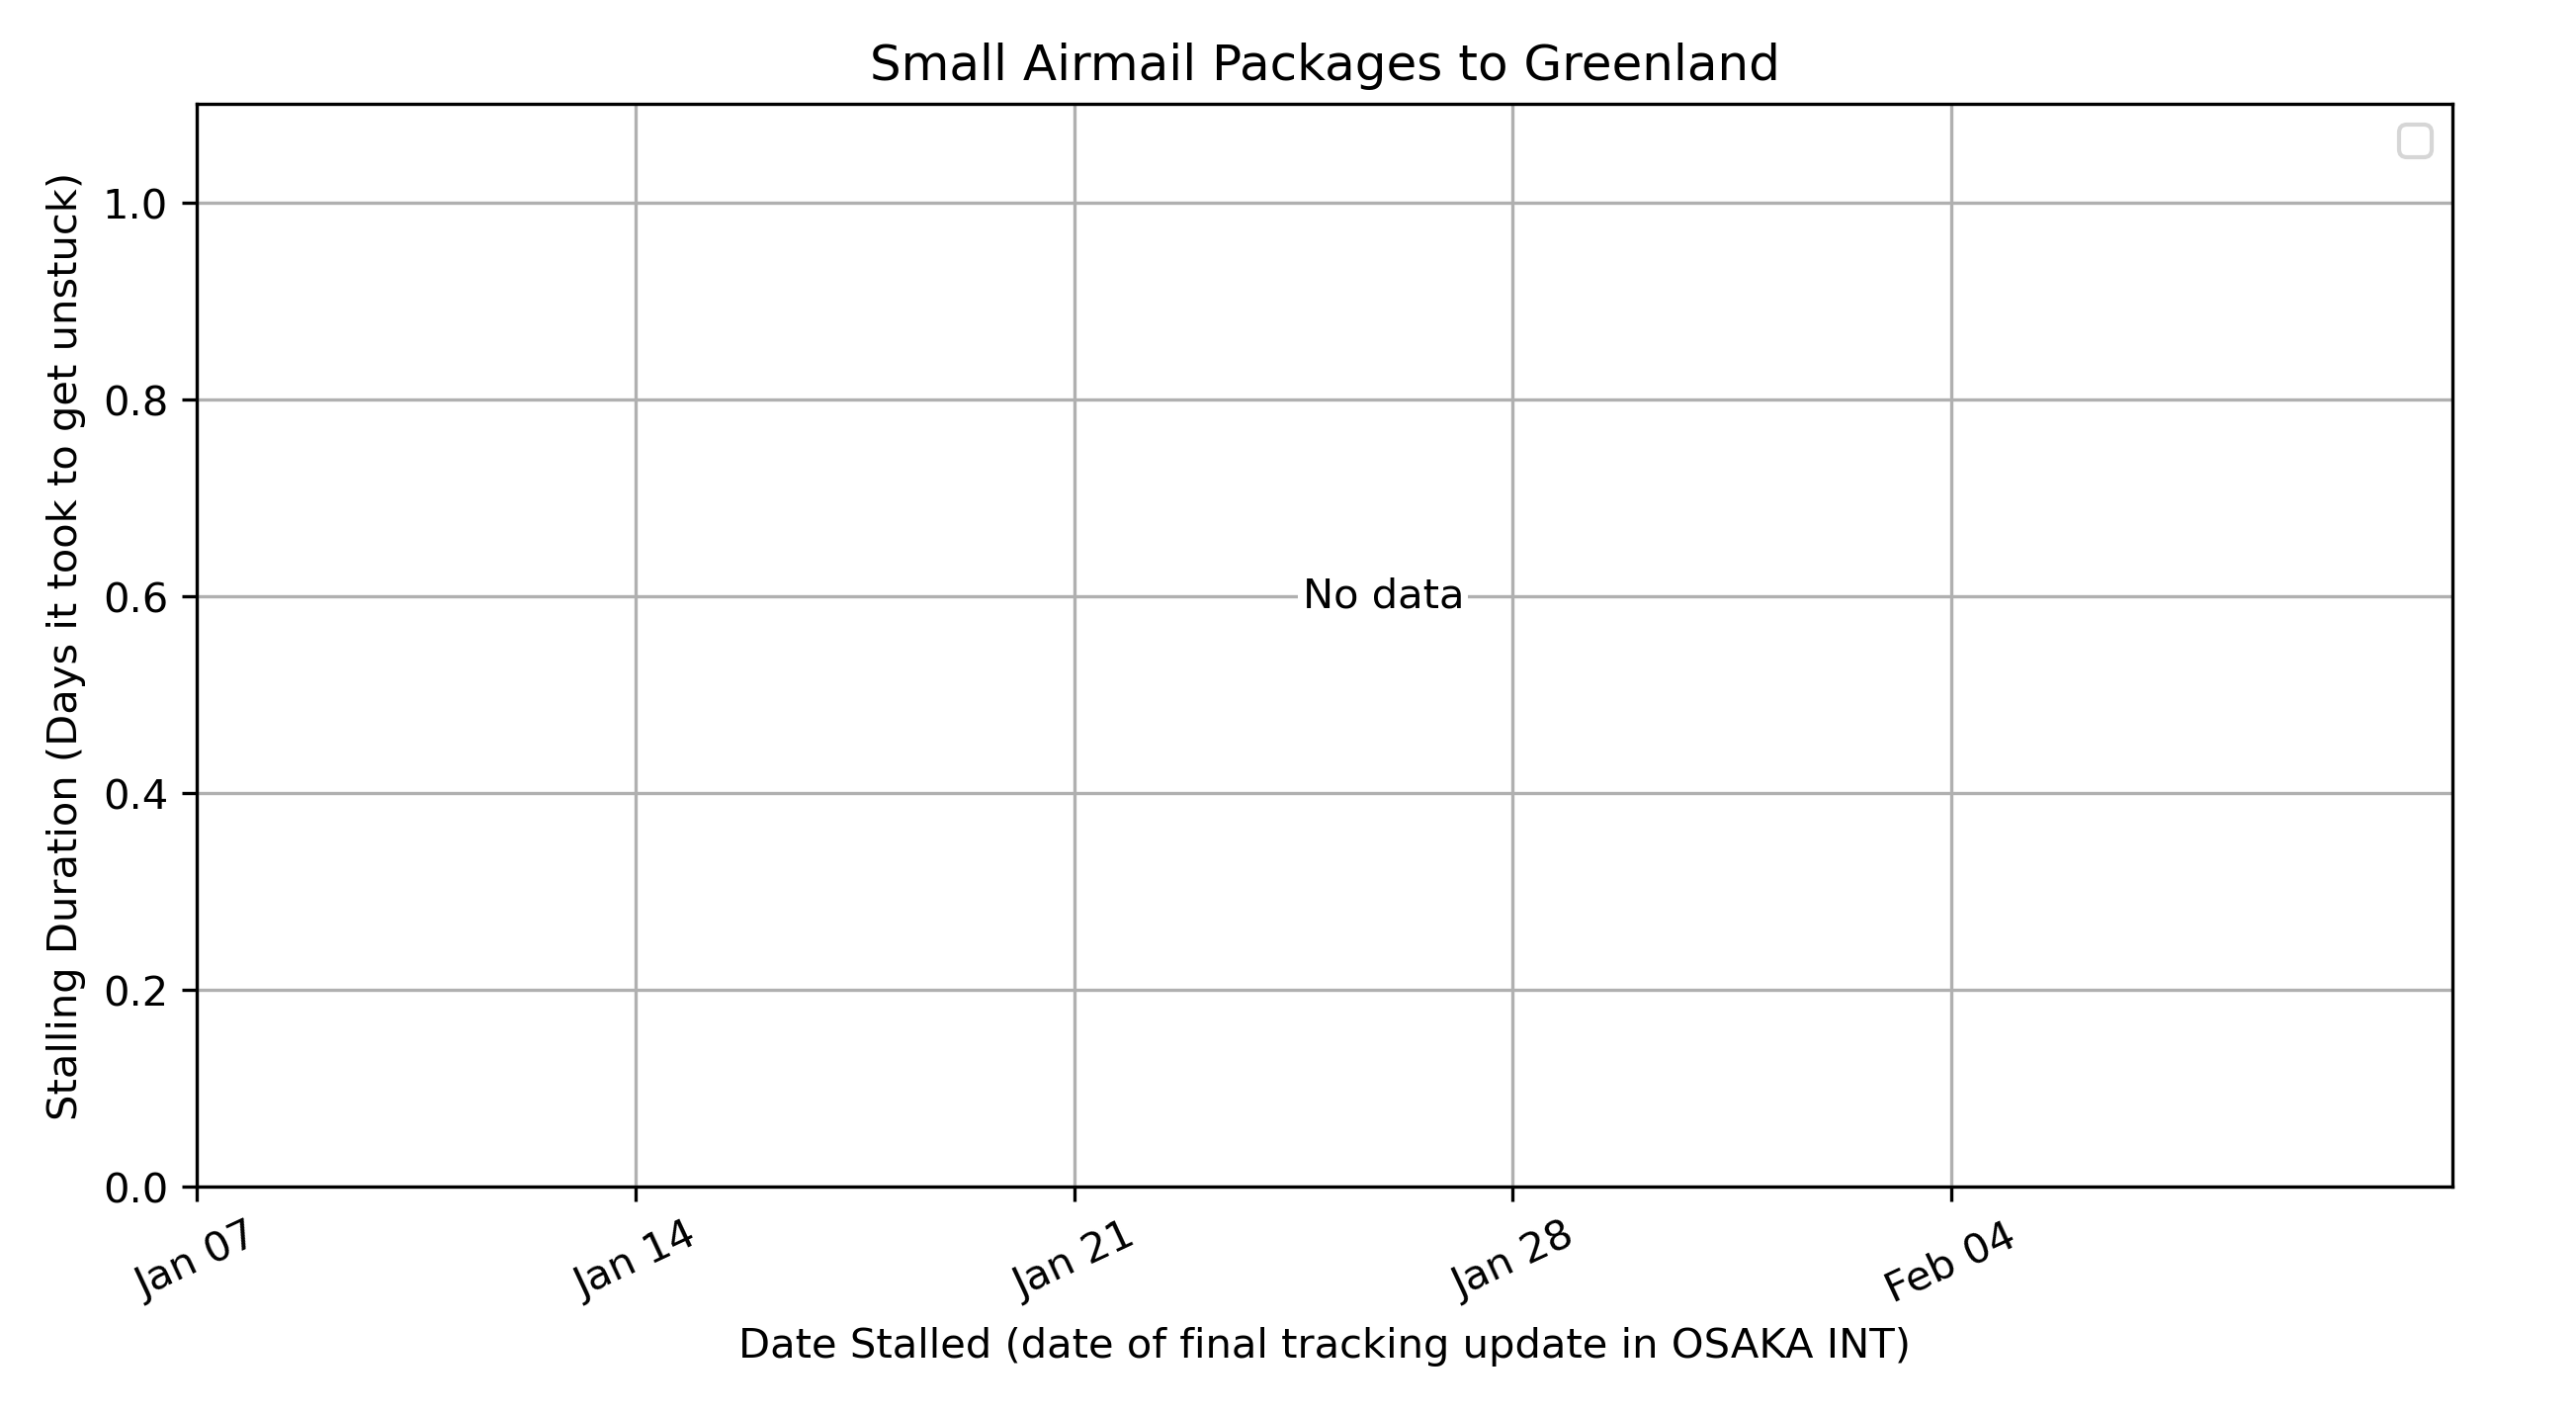 Small Airmail Packages to Greenland
Stalling Duration (Days it took to get unstuck)
1.0
0.8
0.6
0.4
0.2
0.0
No data
Jan 07
Jan 14
Jan 21
Jan 28
Feb 04
Date Stalled (date of final tracking update in OSAKA INT)